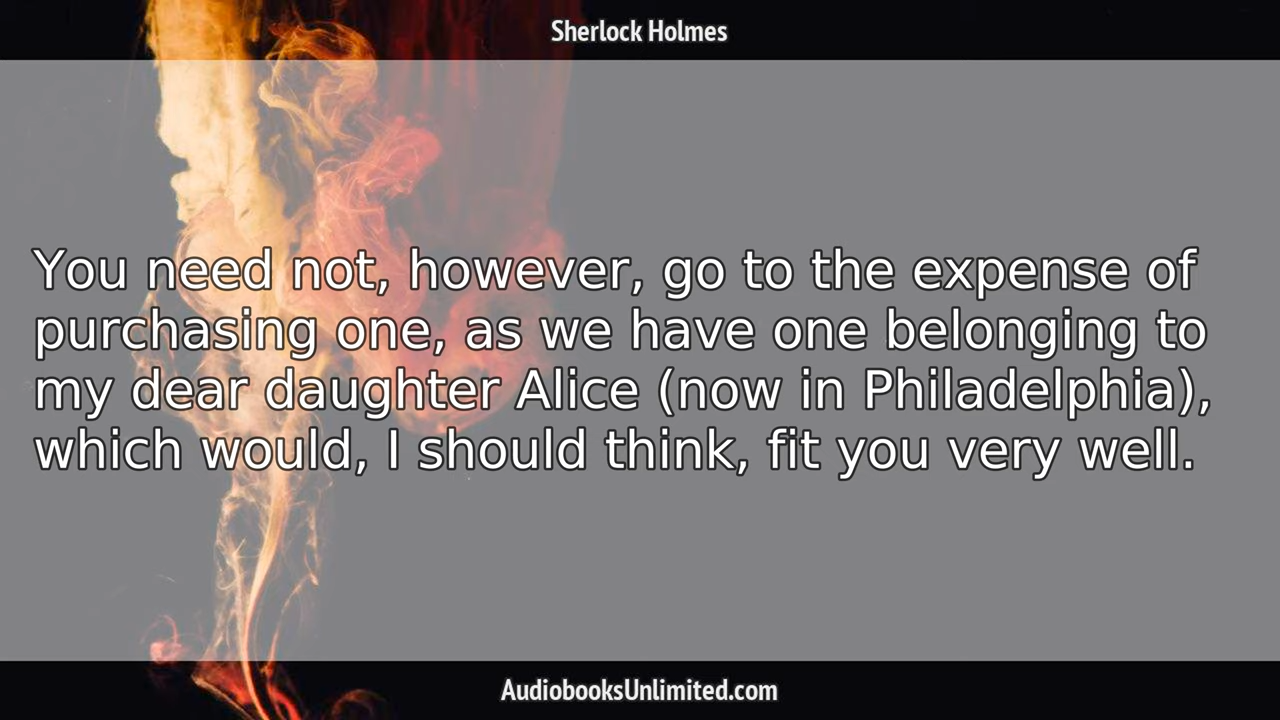 Sherlock Holmes
You need not, however, go to the expense of
purchasing one, as we have one belonging to
my dear daughter Alice (now in Philadelphia),
which would, I should think, fit you very well.
AudiobooksUnlimited.com